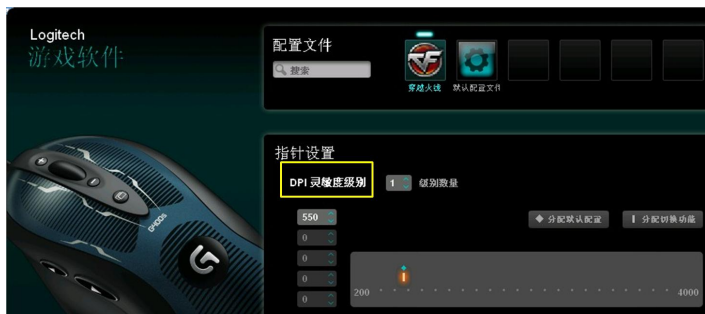 Logitech
游戏软件
配置文件
搜索
穿越火线
默认配置文件
指针设置
DPI 灵敏度级别
1
级别数量
550
分配默认配置
分配切换功能
0
0
0
0
200
4000
G400s
G